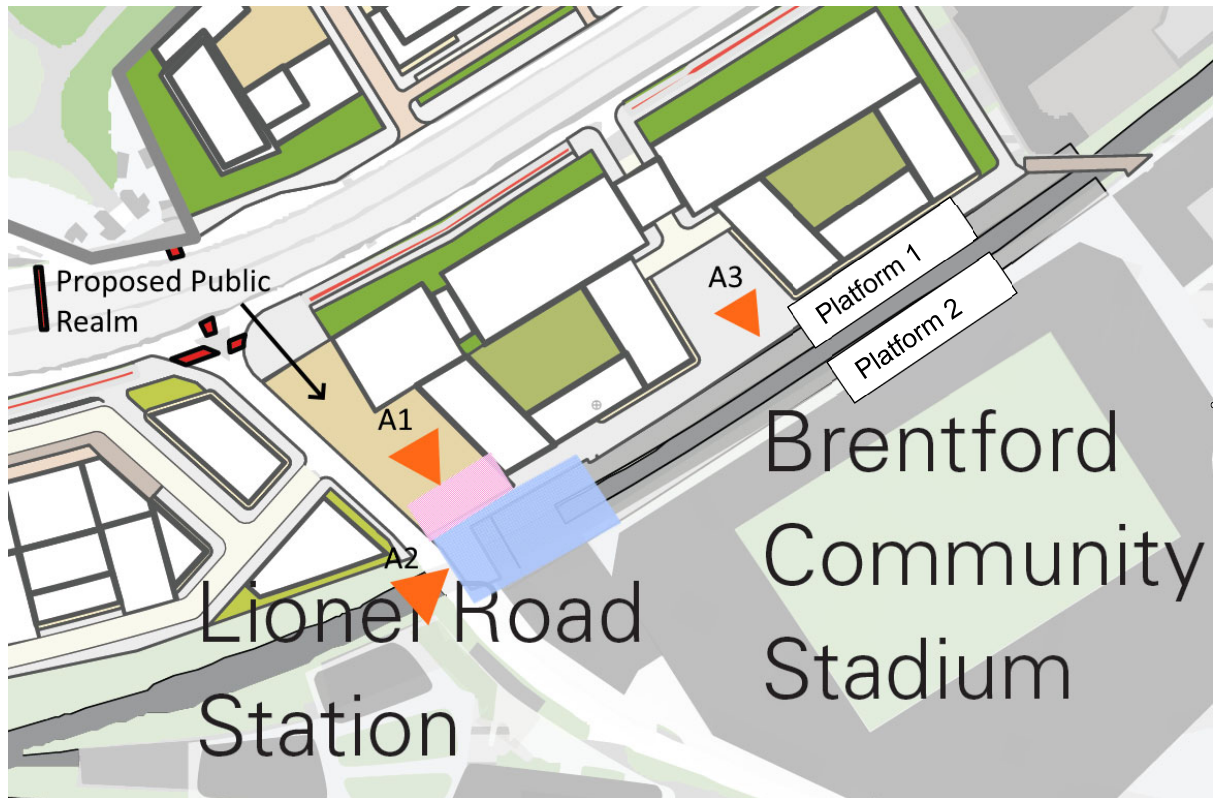 Proposed Public
Realm
A3
Platform 1
Platform 2
A1
A2
Brentford
Community
Stadium
Lionel Road
Station